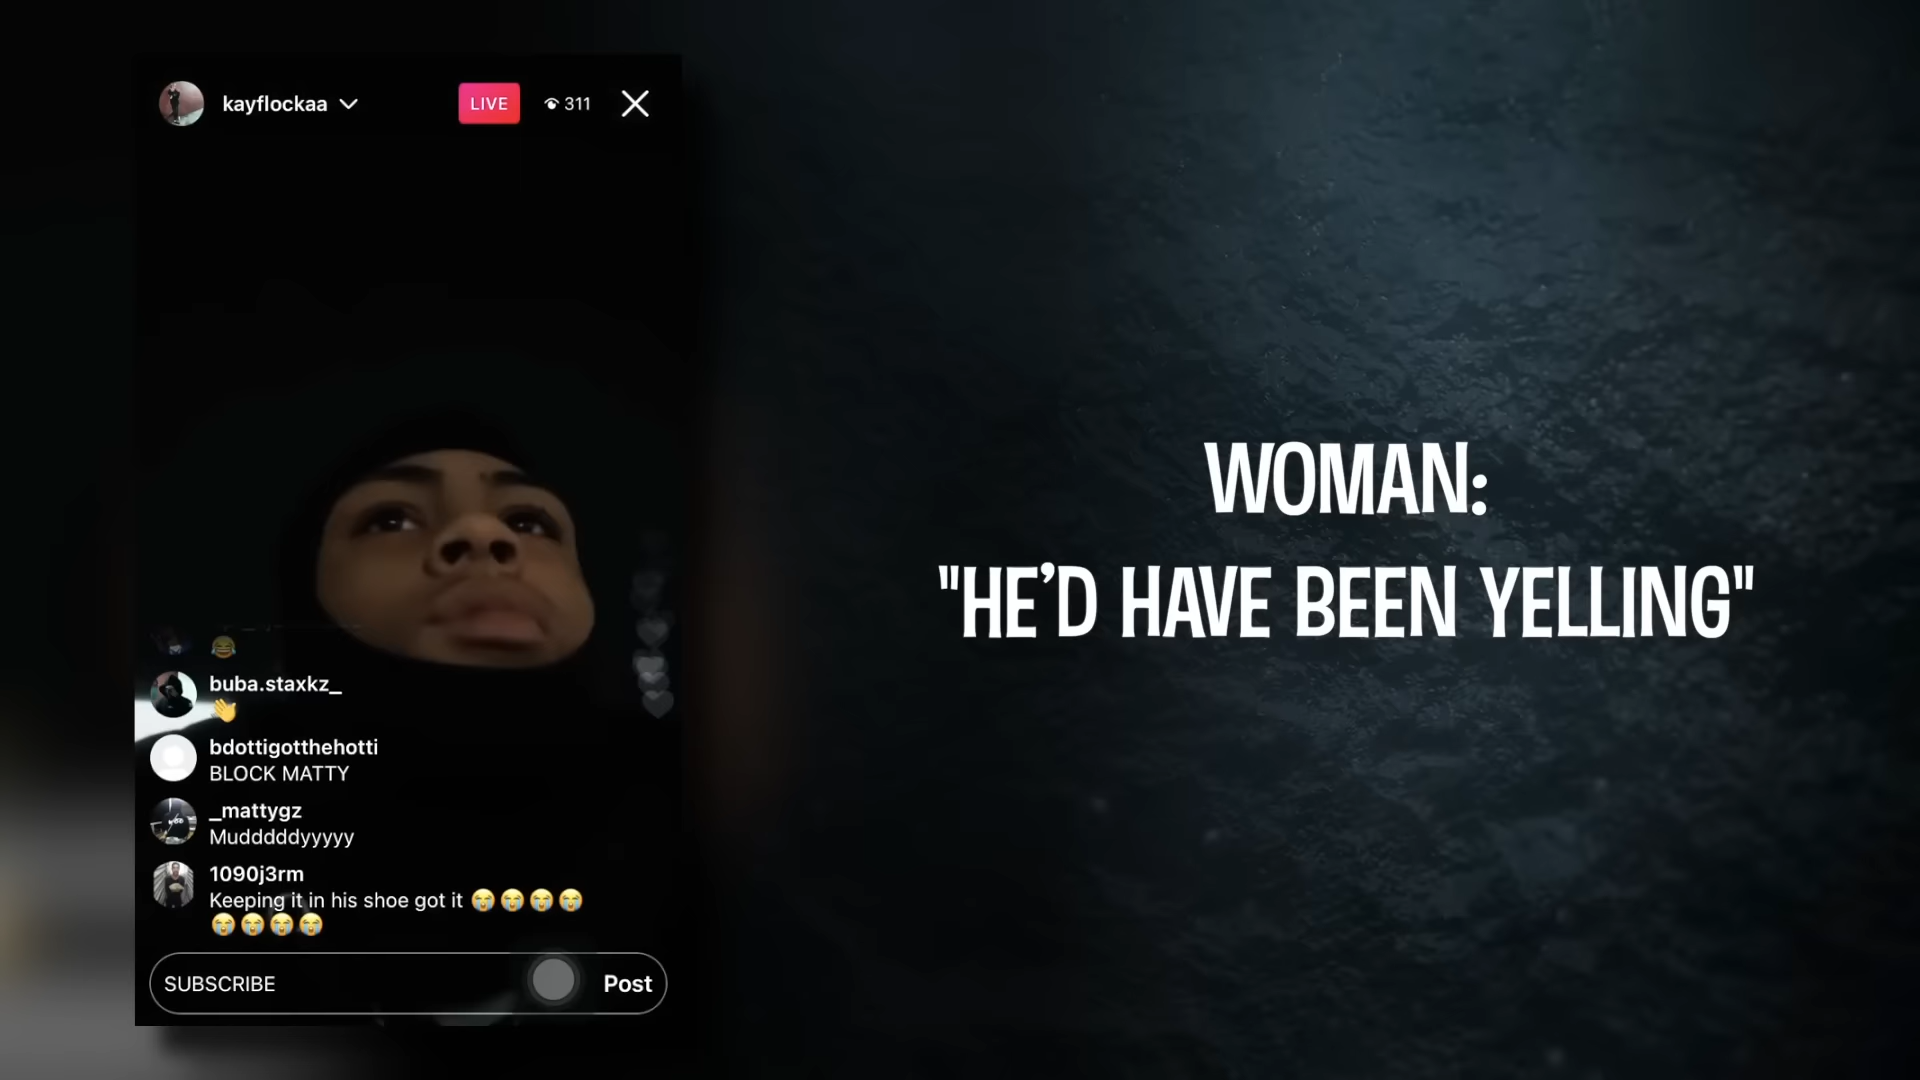 kayflockaa
LIVE
311
😂
buba.staxkz_
👋
bdottigotthehotti
BLOCK MATTY
_mattygz
Mudddddyyyyy
1090j3rm
Keeping it in his shoe got it 😭😭😭😭
😭😭😭😭
SUBSCRIBE
Post
WOMAN:
"HE’D HAVE BEEN YELLING"